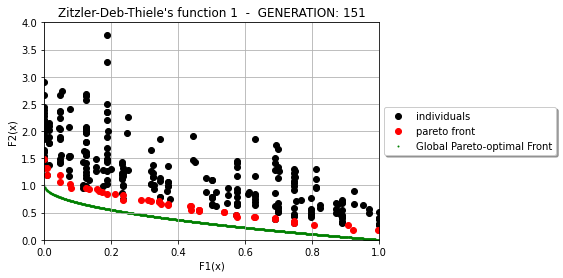 Zitzler-Deb-Thiele's function 1 - GENERATION: 151
4.0
3.5
3.0
2.5
2.0
1.5
1.0
0.5
0.0
F2(x)
0.0 0.2 0.4 0.6 0.8 1.0
F1(x)
individuals
pareto front
Global Pareto-optimal Front